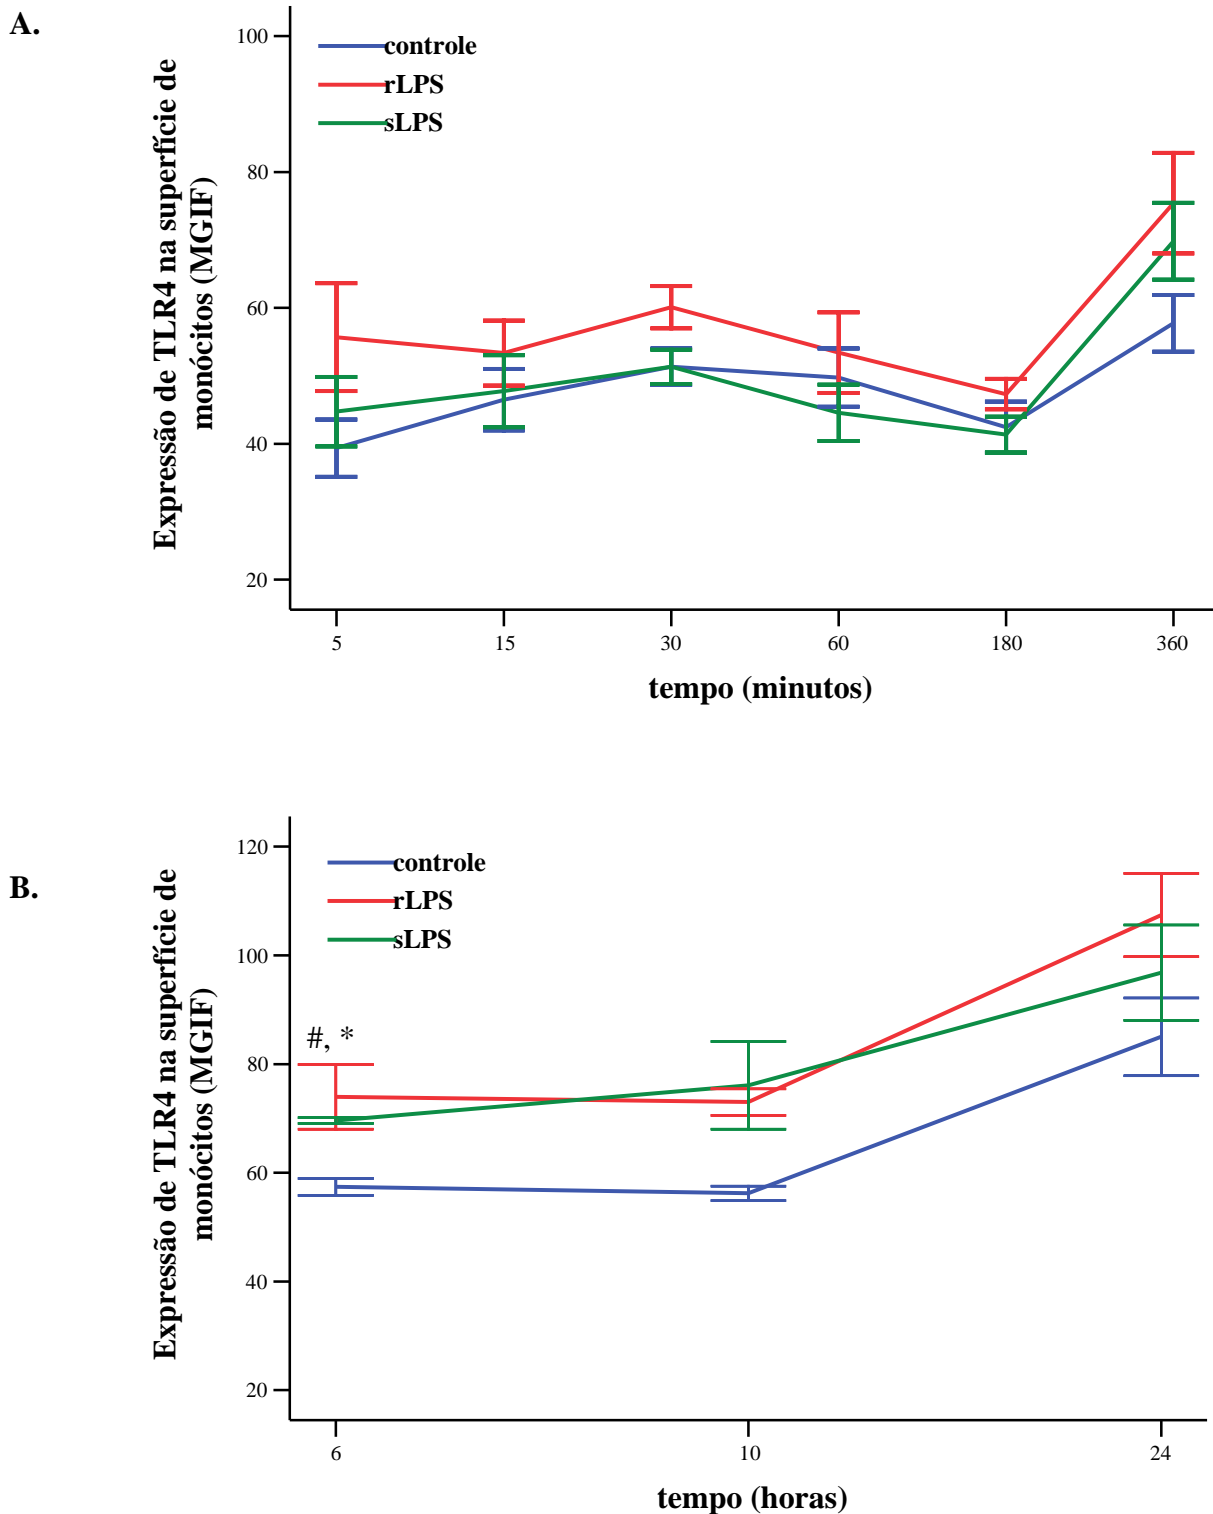 A.
Expressão de TLR4 na superfície de
monócitos (MGIF)
100
80
60
40
20
controle
rLPS
sLPS
5 15 30 60 180 360
tempo (minutos)
B.
Expressão de TLR4 na superfície de
monócitos (MGIF)
120
100
80
60
40
20
controle
rLPS
sLPS
#, *
6 10 24
tempo (horas)